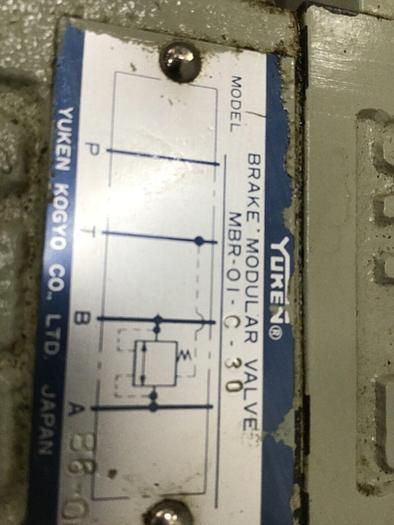 YUKEN®
BRAKE MODULAR VALVE
MODEL MBR-01-C-30
P
T
B
A
YUKEN KOGYO CO., LTD. JAPAN